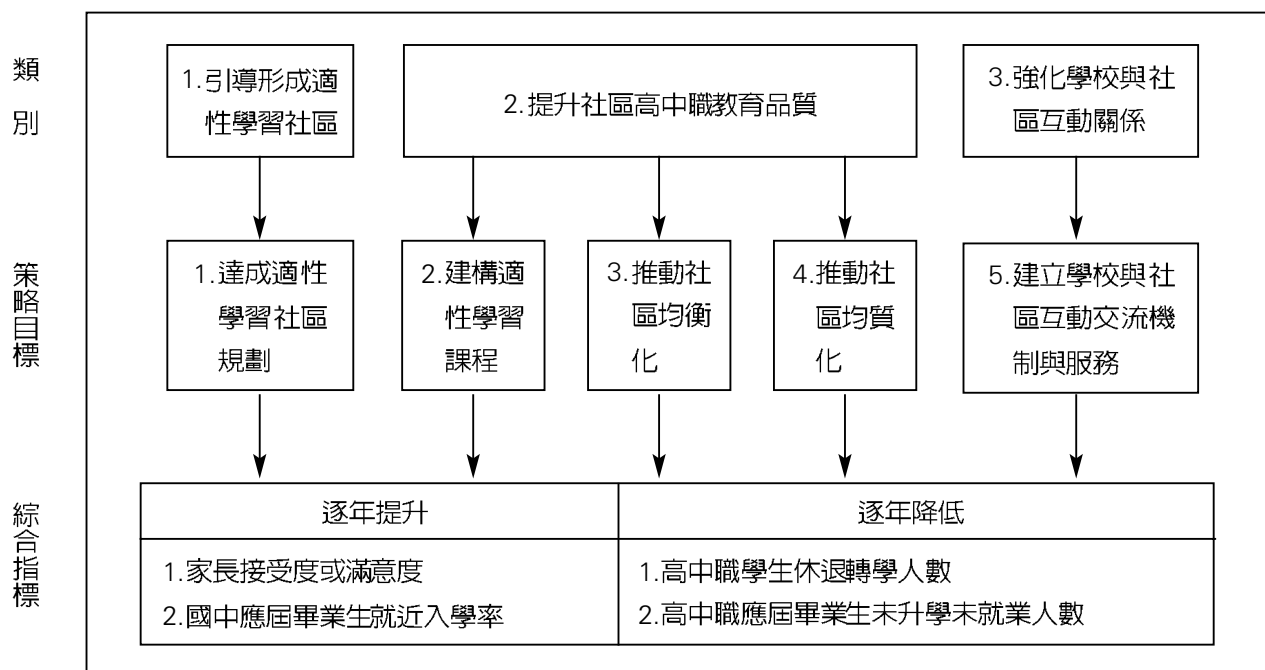 類別
1.引導形成適
性學習社區
2.提升社區高中職教育品質
3.強化學校與社
區互動關係
策略目標
1.達成適性
學習社區
規劃
2.建構適
性學習
課程
3.推動社
區均衡
化
4.推動社
區均質
化
5.建立學校與社
區互動交流機
制與服務
綜合指標
逐年提升
逐年降低
1.家長接受度或滿意度
2.國中應屆畢業生就近入學率
1.高中職學生休退轉學人數
2.高中職應屆畢業生未升學未就業人數